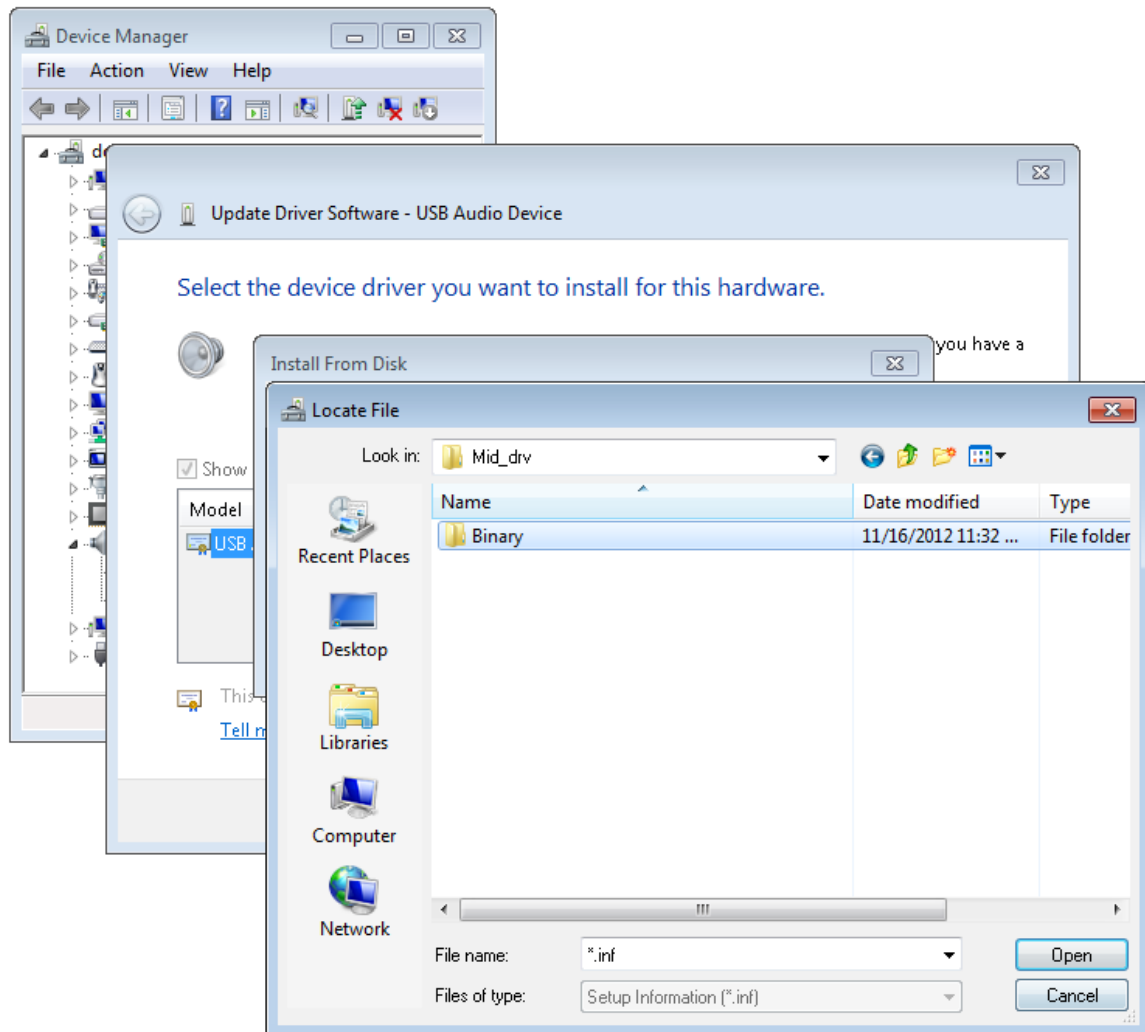 Device Manager
File Action View Help
Update Driver Software - USB Audio Device
Select the device driver you want to install for this hardware.
you have a
Install From Disk
Locate File
Look in: Mid_drv
Show
Model
USB
Name Date modified Type
Binary 11/16/2012 11:32 ... File folder
Recent Places
Desktop
Libraries
Computer
Network
This
Tell
File name: *.inf Open
Files of type: Setup Information (*.inf) Cancel